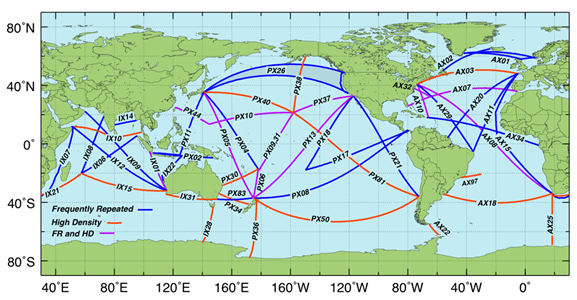 80°N
40°N
0°
40°S
80°S
AX02
AX01
AX03
AX32
AX07
AX10
AX29
AX20
AX15
AX08
AX34
AX97
AX18
AX22
AX25
PX26
PX38
PX40
PX37
PX44
PX10
PX05
PX04
PX09,31
PX13
PX18
PX17
PX11
PX02
PX21
PX81
PX30
PX06
PX83
PX08
PX34
PX50
PX36
IX14
IX10
IX07
IX08
IX06
IX09
IX12
IX01
IX22
IX21
IX15
IX31
IX28
Frequently Repeated
High Density
FR and HD
40°E 80°E 120°E 160°E 160°W 120°W 80°W 40°W 0°